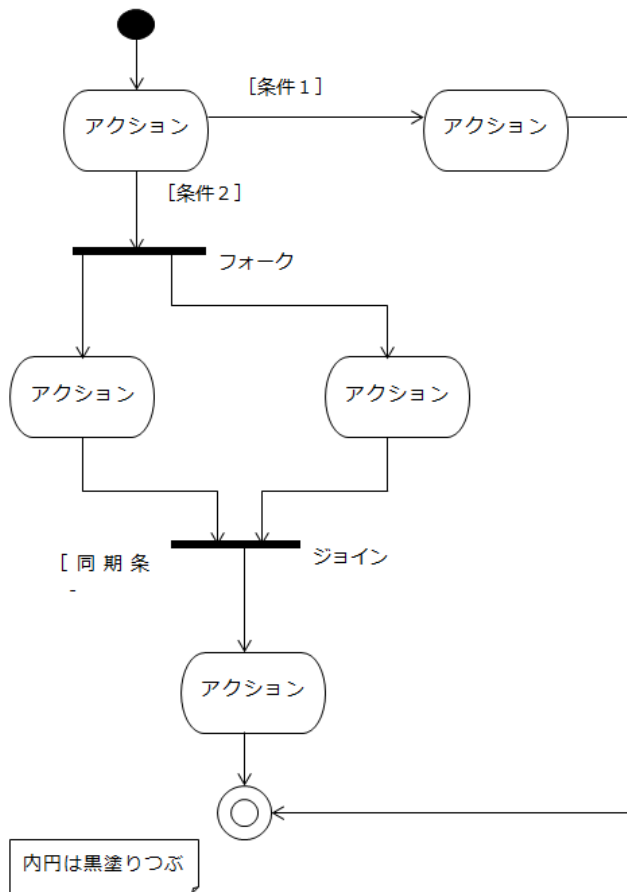 [条件１]
アクション
アクション
[条件２]
フォーク
アクション
アクション
[ 同 期 条
-
ジョイン
アクション
内円は黒塗りつぶ